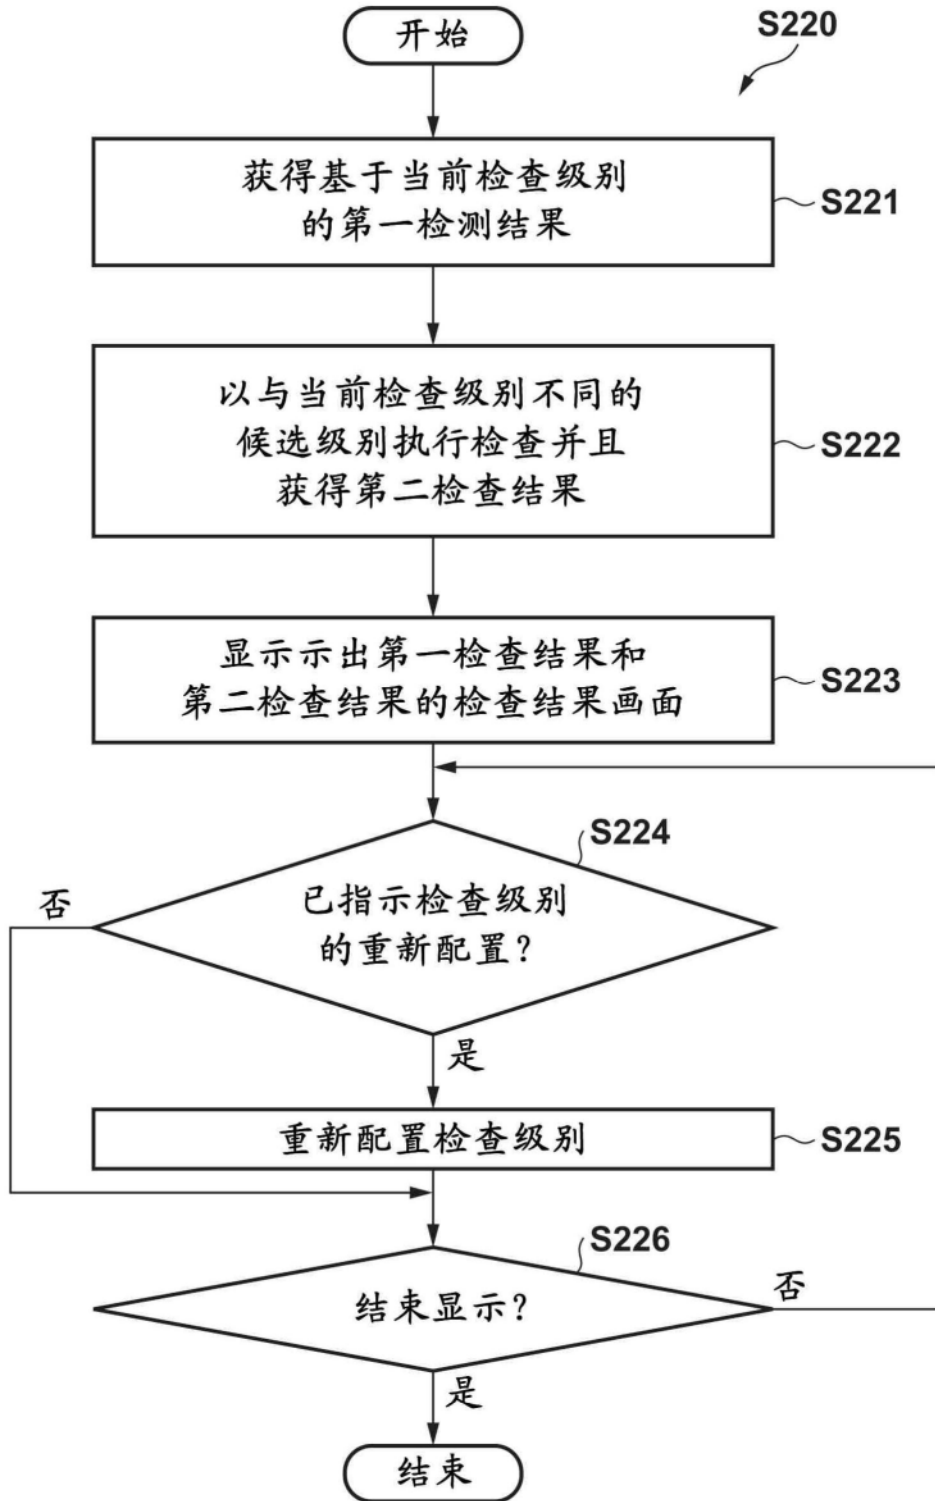 开始
S220
获得基于当前检查级别
的第一检测结果
S221
以与当前检查级别不同的
候选级别执行检查并且
获得第二检查结果
S222
显示示出第一检查结果和
第二检查结果的检查结果画面
S223
S224
已指示检查级别
的重新配置？
否
是
重新配置检查级别
S225
S226
结束显示？
否
是
结束